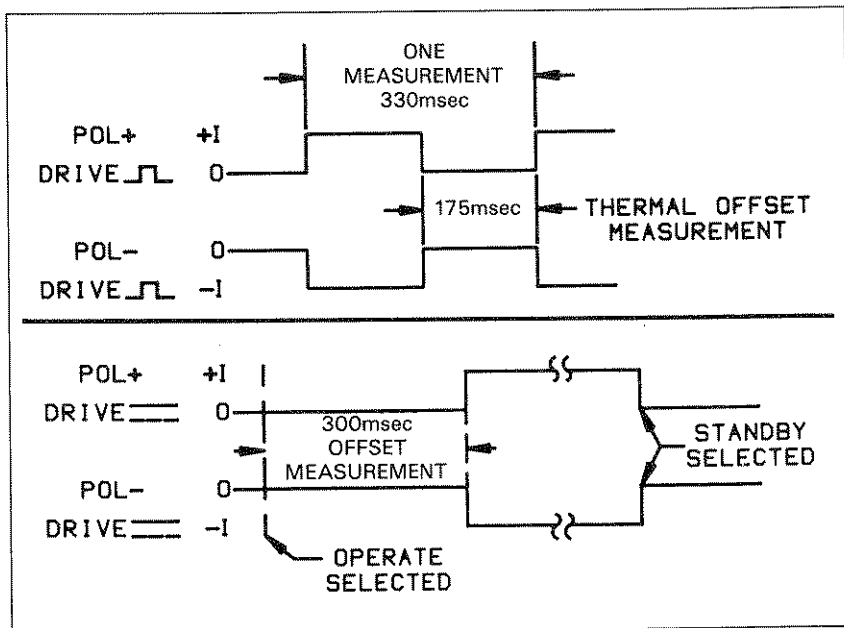 ONE
MEASUREMENT
330msec
POL+ +I
DRIVE 0
175msec
THERMAL OFFSET
MEASUREMENT
POL- 0
DRIVE -I
POL+ +I
DRIVE 0
300msec
OFFSET
MEASUREMENT
STANDBY
SELECTED
POL- 0
DRIVE -I
OPERATE
SELECTED